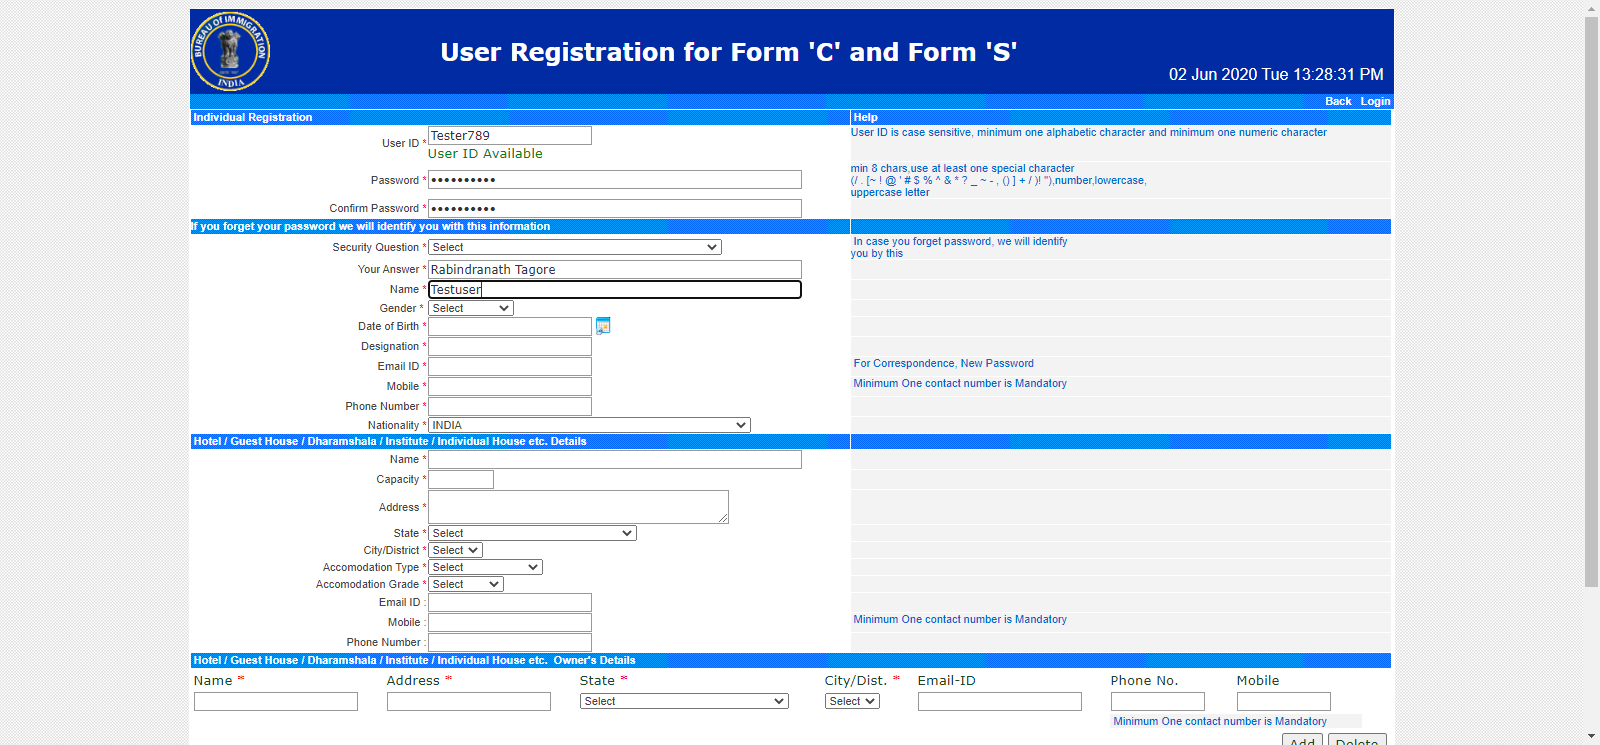 BUREAU OF IMMIGRATION
INDIA
User Registration for Form 'C' and Form 'S'
02 Jun 2020 Tue 13:28:31 PM
Back Login
Individual Registration Help
User ID * Tester789 User ID is case sensitive, minimum one alphabetic character and minimum one numeric character
User ID Available
Password * •••••••••• min 8 chars,use at least one special character
(/ . [~ ! @ ' # $ % ^ & * ? _ ~ - , () ] + / )! "),number,lowercase,
uppercase letter
Confirm Password * ••••••••••
If you forget your password we will identify you with this information
Security Question * Select In case you forget password, we will identify
you by this
Your Answer * Rabindranath Tagore
Name * Testuser
Gender * Select
Date of Birth *
Designation *
Email ID * For Correspondence, New Password
Mobile * Minimum One contact number is Mandatory
Phone Number *
Nationality * INDIA
Hotel / Guest House / Dharamshala / Institute / Individual House etc. Details
Name *
Capacity *
Address *
State * Select
City/District * Select
Accomodation Type * Select
Accomodation Grade * Select
Email ID :
Mobile : Minimum One contact number is Mandatory
Phone Number :
Hotel / Guest House / Dharamshala / Institute / Individual House etc. Owner's Details
Name * Address * State * City/Dist. * Email-ID Phone No. Mobile
Select Select
Minimum One contact number is Mandatory
Add Delete